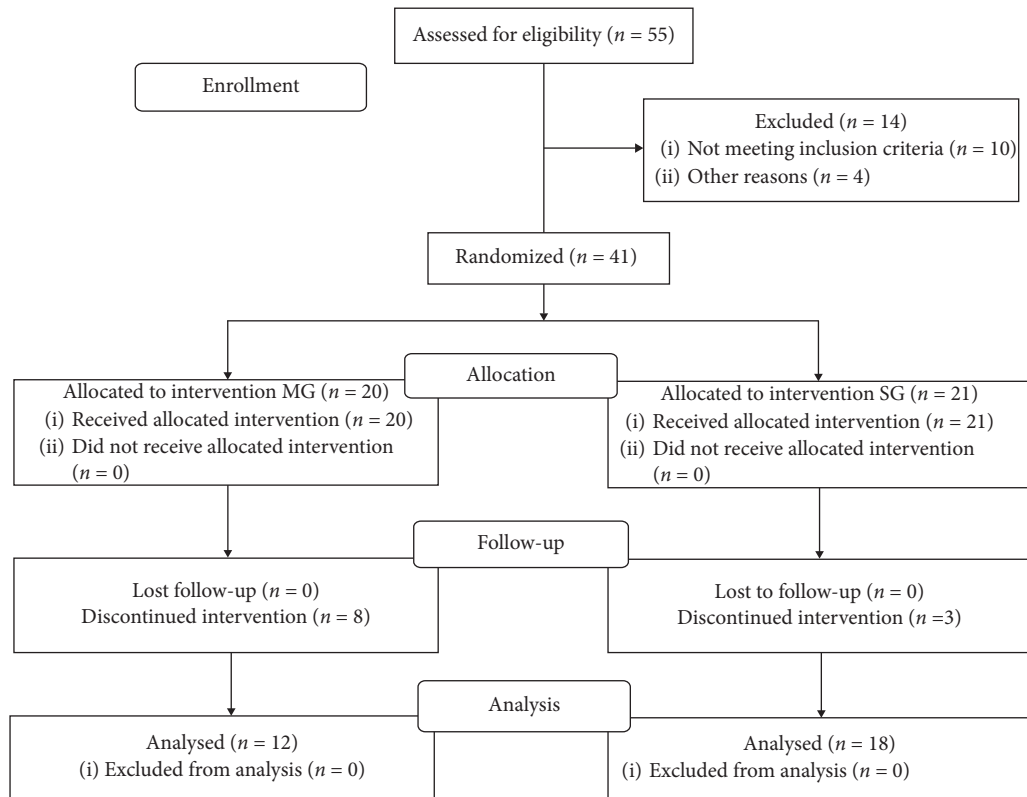 Assessed for eligibility (n = 55)
Enrollment
Excluded (n = 14)
(i) Not meeting inclusion criteria (n = 10)
(ii) Other reasons (n = 4)
Randomized (n = 41)
Allocation
Allocated to intervention MG (n = 20)
(i) Received allocated intervention (n = 20)
(ii) Did not receive allocated intervention
(n = 0)
Allocated to intervention SG (n = 21)
(i) Received allocated intervention (n = 21)
(ii) Did not receive allocated intervention
(n = 0)
Follow-up
Lost follow-up (n = 0)
Discontinued intervention (n = 8)
Lost to follow-up (n = 0)
Discontinued intervention (n =3)
Analysis
Analysed (n = 12)
(i) Excluded from analysis (n = 0)
Analysed (n = 18)
(i) Excluded from analysis (n = 0)